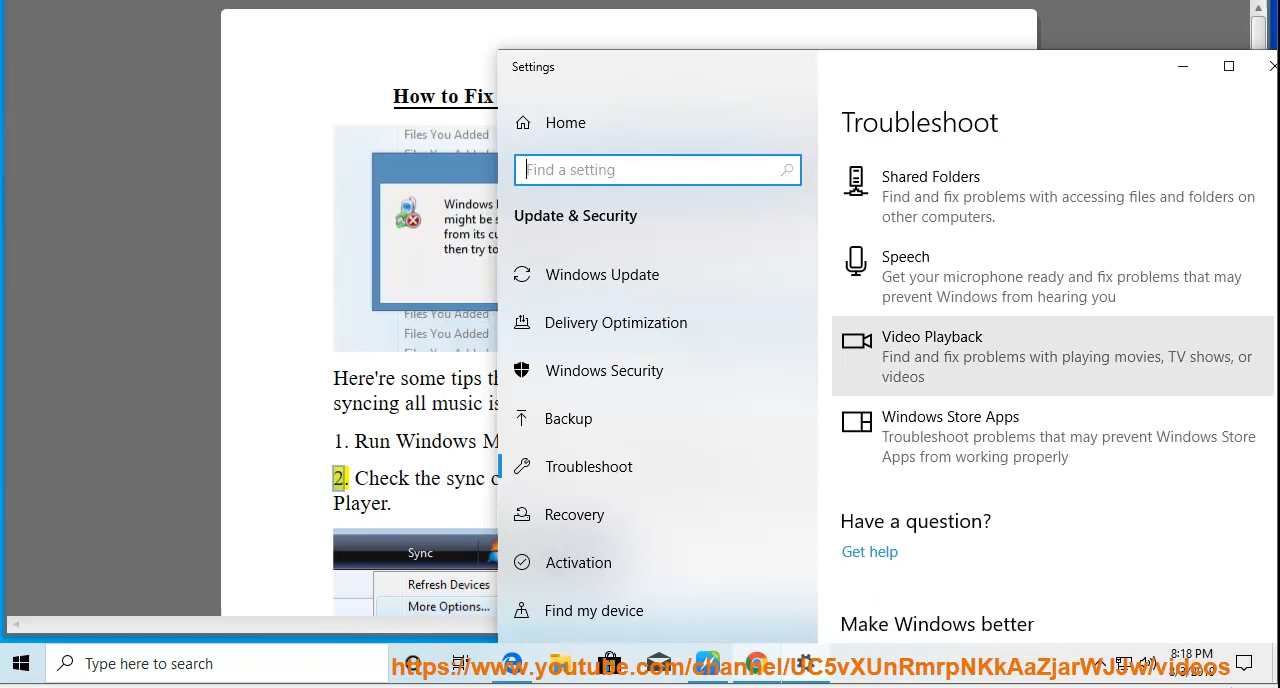 How to Fix
Files You Added
Windows
might be s
from its cu
then try to
Files You Added
Files You Added
Here're some tips th
syncing all music is
1. Run Windows M
2. Check the sync o
Player.
Sync
Refresh Devices
More Options...
Settings
Home
Find a setting
Update & Security
Windows Update
Delivery Optimization
Windows Security
Backup
Troubleshoot
Recovery
Activation
Find my device
Troubleshoot
Shared Folders
Find and fix problems with accessing files and folders on
other computers.
Speech
Get your microphone ready and fix problems that may
prevent Windows from hearing you
Video Playback
Find and fix problems with playing movies, TV shows, or
videos
Windows Store Apps
Troubleshoot problems that may prevent Windows Store
Apps from working properly
Have a question?
Get help
Make Windows better
Type here to search
8:18 PM
https://www.youtube.com/channel/UC5vXUnRmrpNKkAaZjarWJ5w/videos